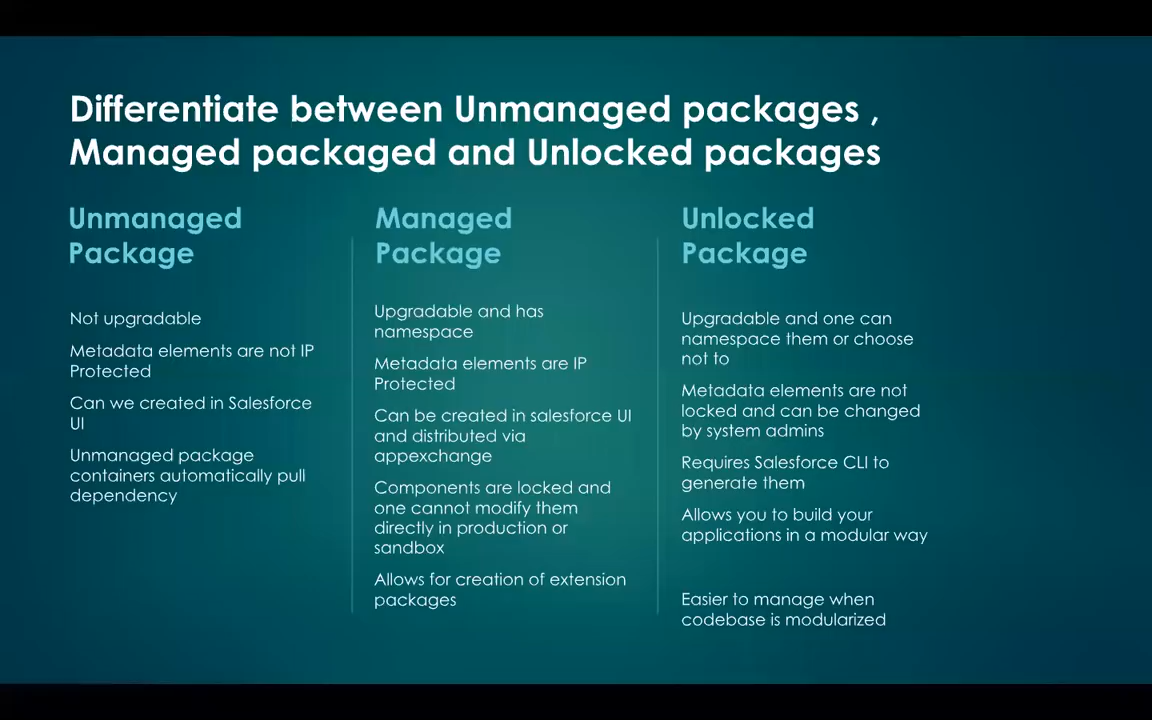 Differentiate between Unmanaged packages ,
Managed packaged and Unlocked packages
Unmanaged
Package
Not upgradable
Metadata elements are not IP
Protected
Can we created in Salesforce
UI
Unmanaged package
containers automatically pull
dependency
Managed
Package
Upgradable and has
namespace
Metadata elements are IP
Protected
Can be created in salesforce UI
and distributed via
appexchange
Components are locked and
one cannot modify them
directly in production or
sandbox
Allows for creation of extension
packages
Unlocked
Package
Upgradable and one can
namespace them or choose
not to
Metadata elements are not
locked and can be changed
by system admins
Requires Salesforce CLI to
generate them
Allows you to build your
applications in a modular way
Easier to manage when
codebase is modularized